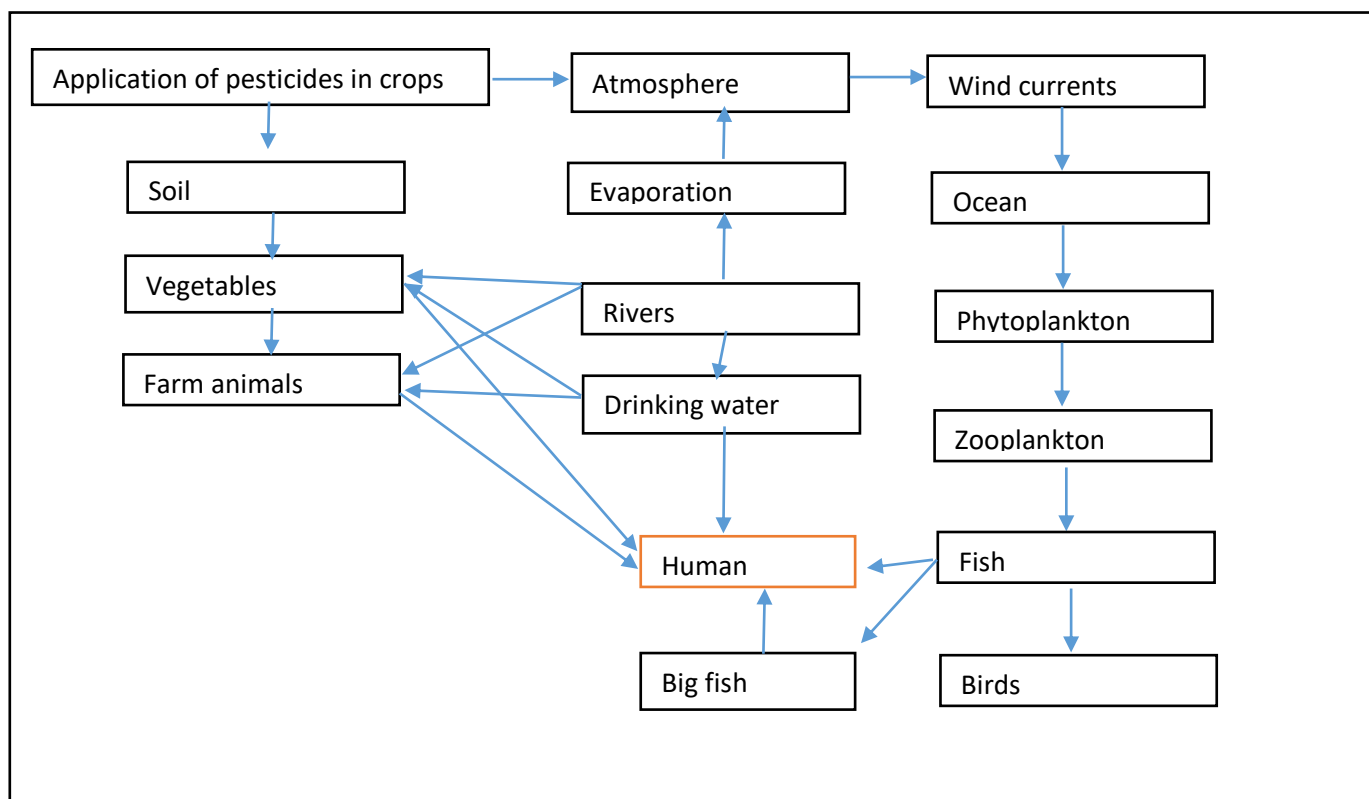 Application of pesticides in crops
Atmosphere
Wind currents
Soil
Evaporation
Ocean
Vegetables
Rivers
Phytoplankton
Farm animals
Drinking water
Zooplankton
Human
Fish
Big fish
Birds